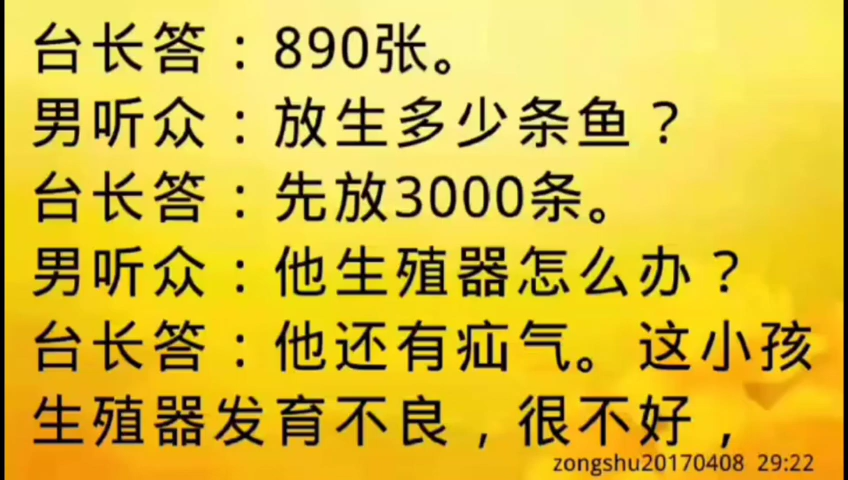 台长答：890张。
男听众：放生多少条鱼？
台长答：先放3000条。
男听众：他生殖器怎么办？
台长答：他还有疝气。这小孩
生殖器发育不良，很不好，
zongshu20170408 29:22